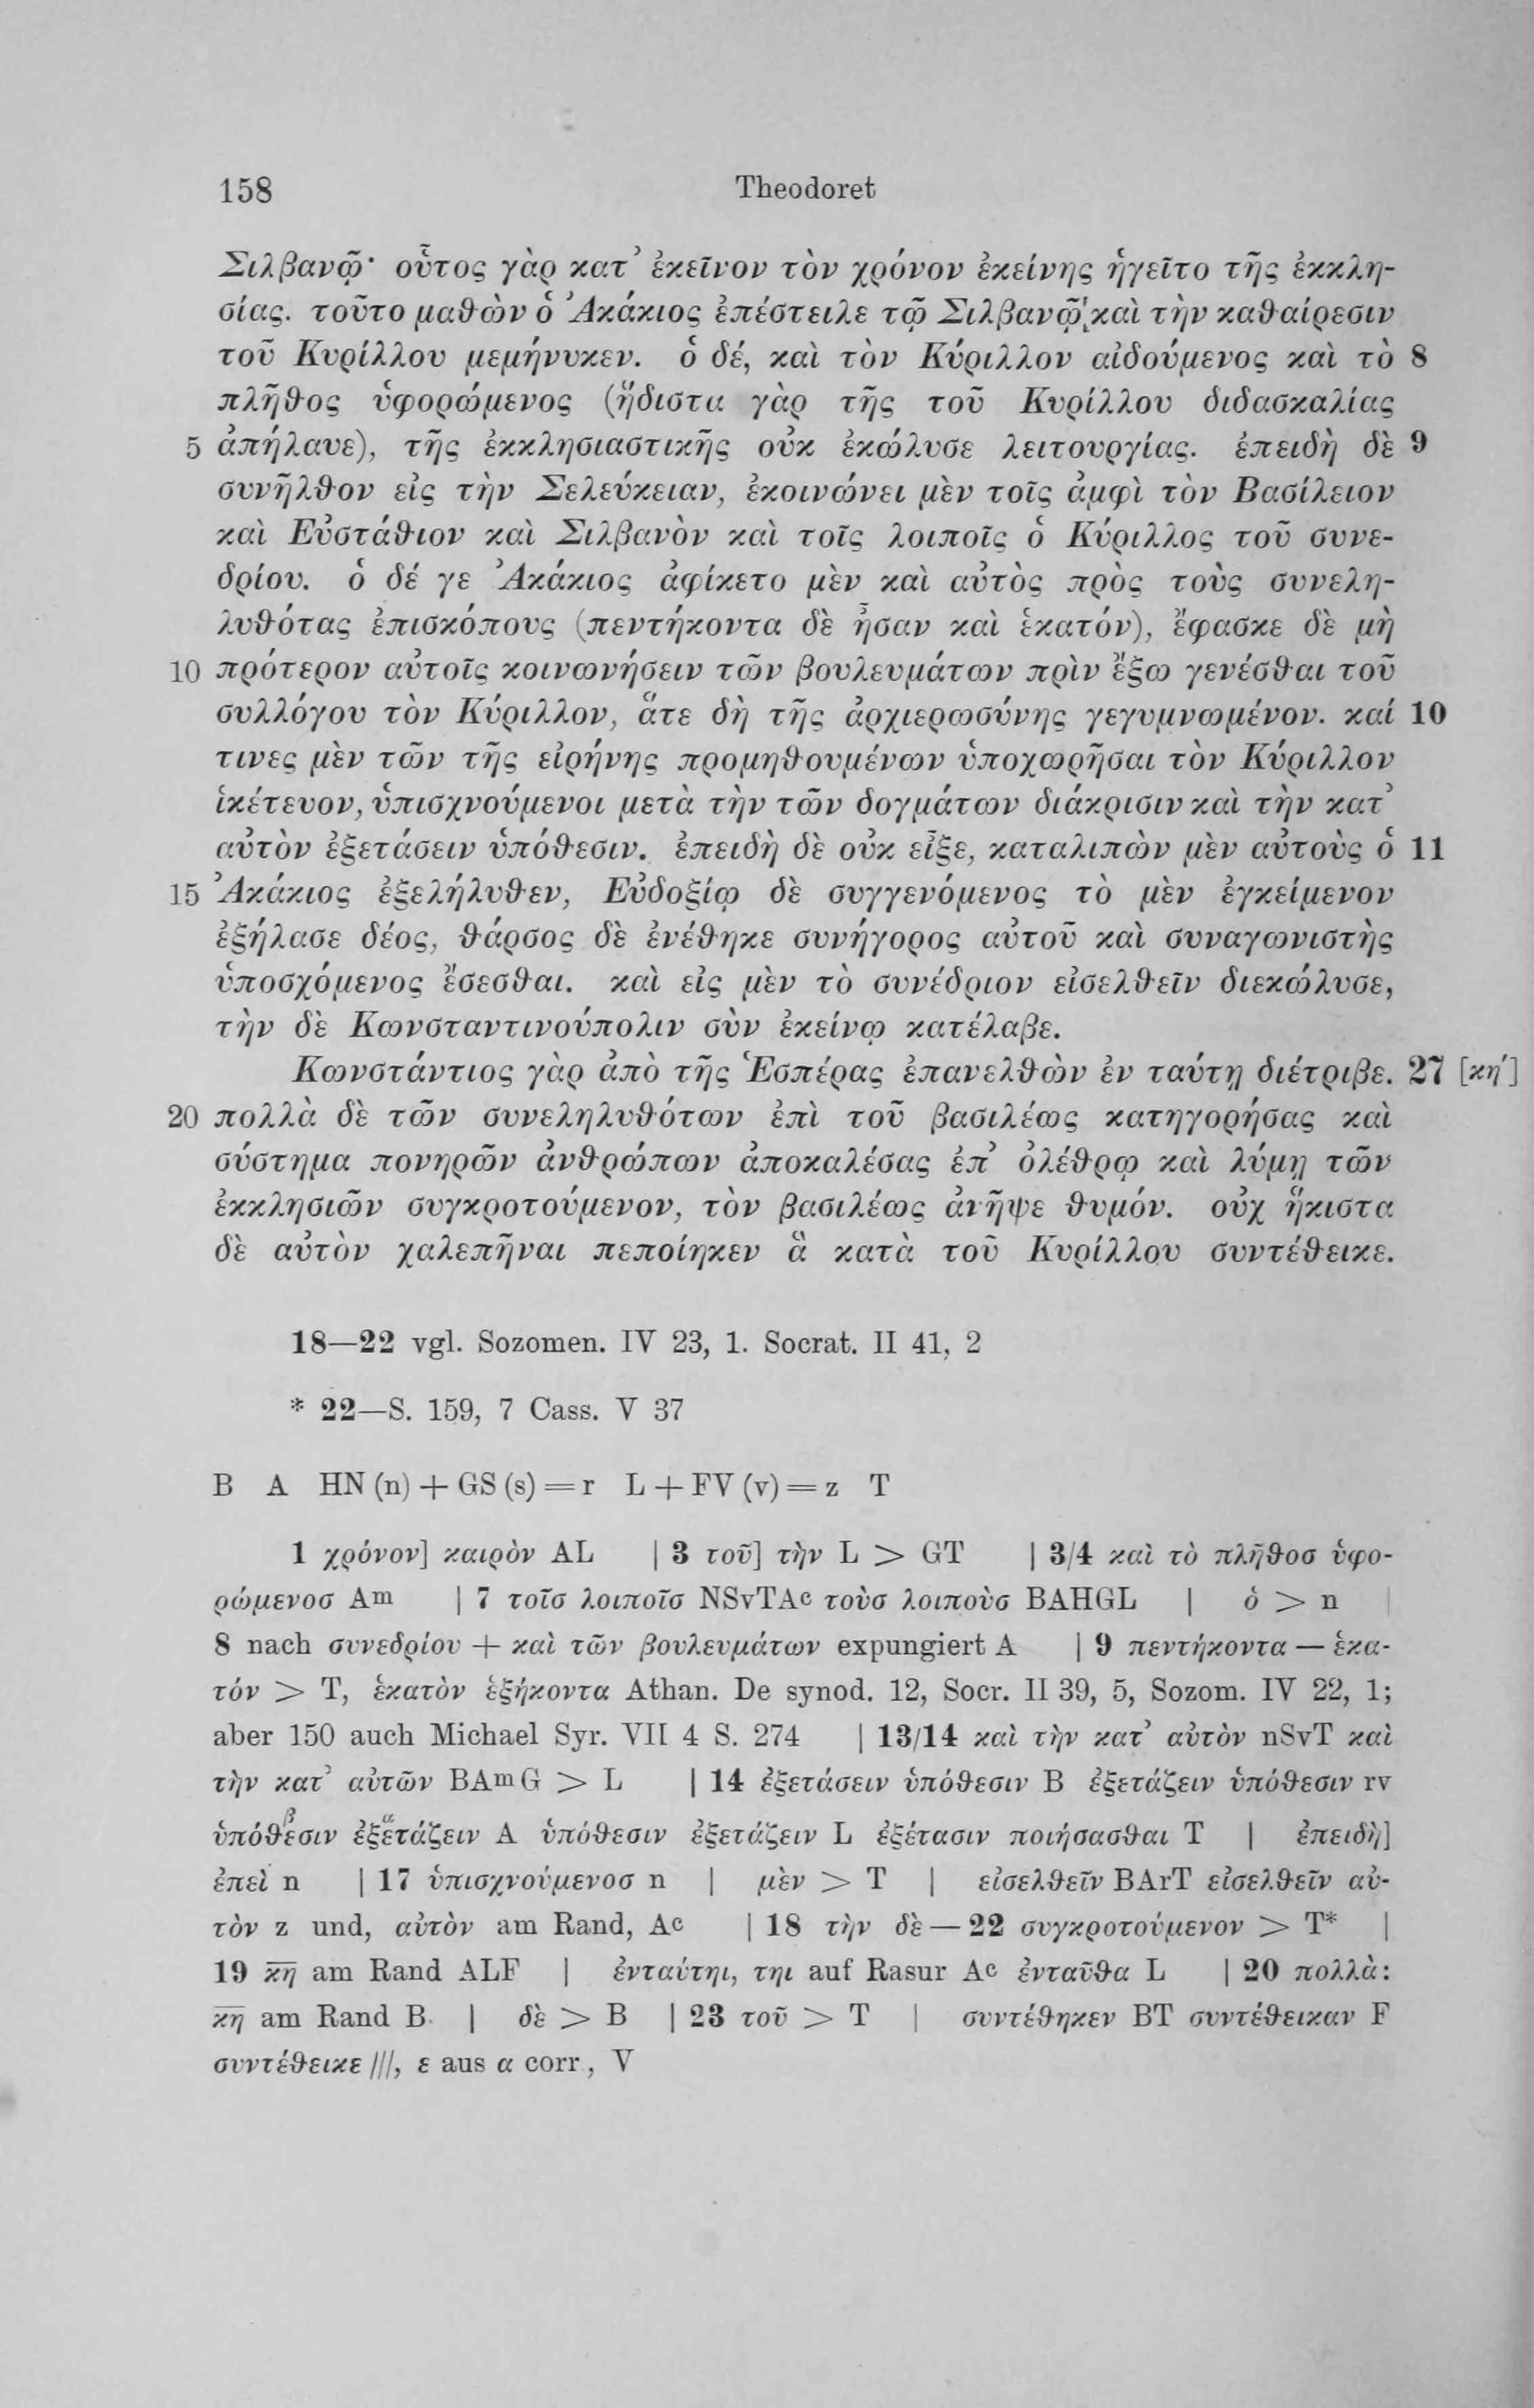 158 Theodoret
Σιλβανῷ· οὗτος γὰρ κατ’ ἐκεῖνον τὸν χρόνον ἐκείνης ἡγεῖτο τῆς ἐκκλη-
σίας. τοῦτο μαθὼν ὁ Ἀκάκιος ἐπέστειλε τῷ Σιλβανῷ καὶ τὴν καθαίρεσιν
τοῦ Κυρίλλου μεμήνυκεν. ὁ δέ, καὶ τὸν Κύριλλον αἰδούμενος καὶ τὸ 8
πλῆθος ὑφορώμενος (ἥδιστα γὰρ τῆς τοῦ Κυρίλλου διδασκαλίας
5 ἀπήλαυε), τῆς ἐκκλησιαστικῆς οὐκ ἐκώλυσε λειτουργίας. ἐπειδὴ δὲ 9
συνῆλθον εἰς τὴν Σελεύκειαν, ἐκοινώνει μὲν τοῖς ἀμφὶ τὸν Βασίλειον
καὶ Εὐστάθιον καὶ Σιλβανὸν καὶ τοῖς λοιποῖς ὁ Κύριλλος τοῦ συνε-
δρίου. ὁ δέ γε Ἀκάκιος ἀφίκετο μὲν καὶ αὐτὸς πρὸς τοὺς συνελη-
λυθότας ἐπισκόπους (πεντήκοντα δὲ ἦσαν καὶ ἑκατόν), ἔφασκε δὲ μὴ
10 πρότερον αὐτοῖς κοινωνήσειν τῶν βουλευμάτων πρὶν ἔξω γενέσθαι τοῦ
συλλόγου τὸν Κύριλλον, ἅτε δὴ τῆς ἀρχιερωσύνης γεγυμνωμένον. καί 10
τινες μὲν τῶν τῆς εἰρήνης προμηθουμένων ὑποχωρῆσαι τὸν Κύριλλον
ἱκέτευον, ὑπισχνούμενοι μετὰ τὴν τῶν δογμάτων διάκρισιν καὶ τὴν κατ’
αὐτὸν ἐξετάσειν ὑπόθεσιν. ἐπειδὴ δὲ οὐκ εἶξε, καταλιπὼν μὲν αὐτοὺς ὁ 11
15 Ἀκάκιος ἐξελήλυθεν, Εὐδοξίῳ δὲ συγγενόμενος τὸ μὲν ἐγκείμενον
ἐξήλασε δέος, θάρσος δὲ ἐνέθηκε συνήγορος αὐτοῦ καὶ συναγωνιστὴς
ὑποσχόμενος ἔσεσθαι. καὶ εἰς μὲν τὸ συνέδριον εἰσελθεῖν διεκώλυσε,
τὴν δὲ Κωνσταντινούπολιν σὺν ἐκείνῳ κατέλαβε.
Κωνστάντιος γὰρ ἀπὸ τῆς Ἑσπέρας ἐπανελθὼν ἐν ταύτῃ διέτριβε. 27 [κη′]
20 πολλὰ δὲ τῶν συνεληλυθότων ἐπὶ τοῦ βασιλέως κατηγορήσας καὶ
σύστημα πονηρῶν ἀνθρώπων ἀποκαλέσας ἐπ’ ὀλέθρῳ καὶ λύμῃ τῶν
ἐκκλησιῶν συγκροτούμενον, τὸν βασιλέως ἀνῆψε θυμόν. οὐχ ἥκιστα
δὲ αὐτὸν χαλεπῆναι πεποίηκεν ἃ κατὰ τοῦ Κυρίλλου συντέθεικε.
18—22 vgl. Sozomen. IV 23, 1. Socrat. II 41, 2
* 22—S. 159, 7 Cass. V 37
B A HN (n) + GS (s) = r L + FV (v) = z T
1 χρόνον] καιρὸν AL | 3 τοῦ] τὴν L > GT | 3/4 καὶ τὸ πλῆθοσ ὑφο-
ρώμενοσ Am | 7 τοῖσ λοιποῖσ NSvTAc τοὺσ λοιποὺσ BAHGL | ὁ > n |
8 nach συνεδρίου + καὶ τῶν βουλευμάτων expungiert A | 9 πεντήκοντα — ἑκα-
τόν > T, ἑκατὸν ἑξήκοντα Athan. De synod. 12, Socr. II 39, 5, Sozom. IV 22, 1;
aber 150 auch Michael Syr. VII 4 S. 274 | 13/14 καὶ τὴν κατ’ αὐτὸν nSvT καὶ
τὴν κατ’ αὐτῶν BAmG > L | 14 ἐξετάσειν ὑπόθεσιν B ἐξετάζειν ὑπόθεσιν rv
ὑπόθεσιν β ἐξετάζειν α A ὑπόθεσιν ἐξετάζειν L ἐξέτασιν ποιήσασθαι T | ἐπειδὴ]
ἐπεὶ n | 17 ὑπισχνούμενοσ n | μὲν > T | εἰσελθεῖν BArT εἰσελθεῖν αὐ-
τὸν z und, αὐτὸν am Rand, Ac | 18 τὴν δὲ — 22 συγκροτούμενον > T* |
19 κη am Rand ALF | ἐνταύτηι, τηι auf Rasur Ac ἐνταῦθα L | 20 πολλὰ:
κη am Rand B | δὲ > B | 23 τοῦ > T | συντέθηκεν BT συντέθεικαν F
συντέθεικε ///, ε aus α corr., V